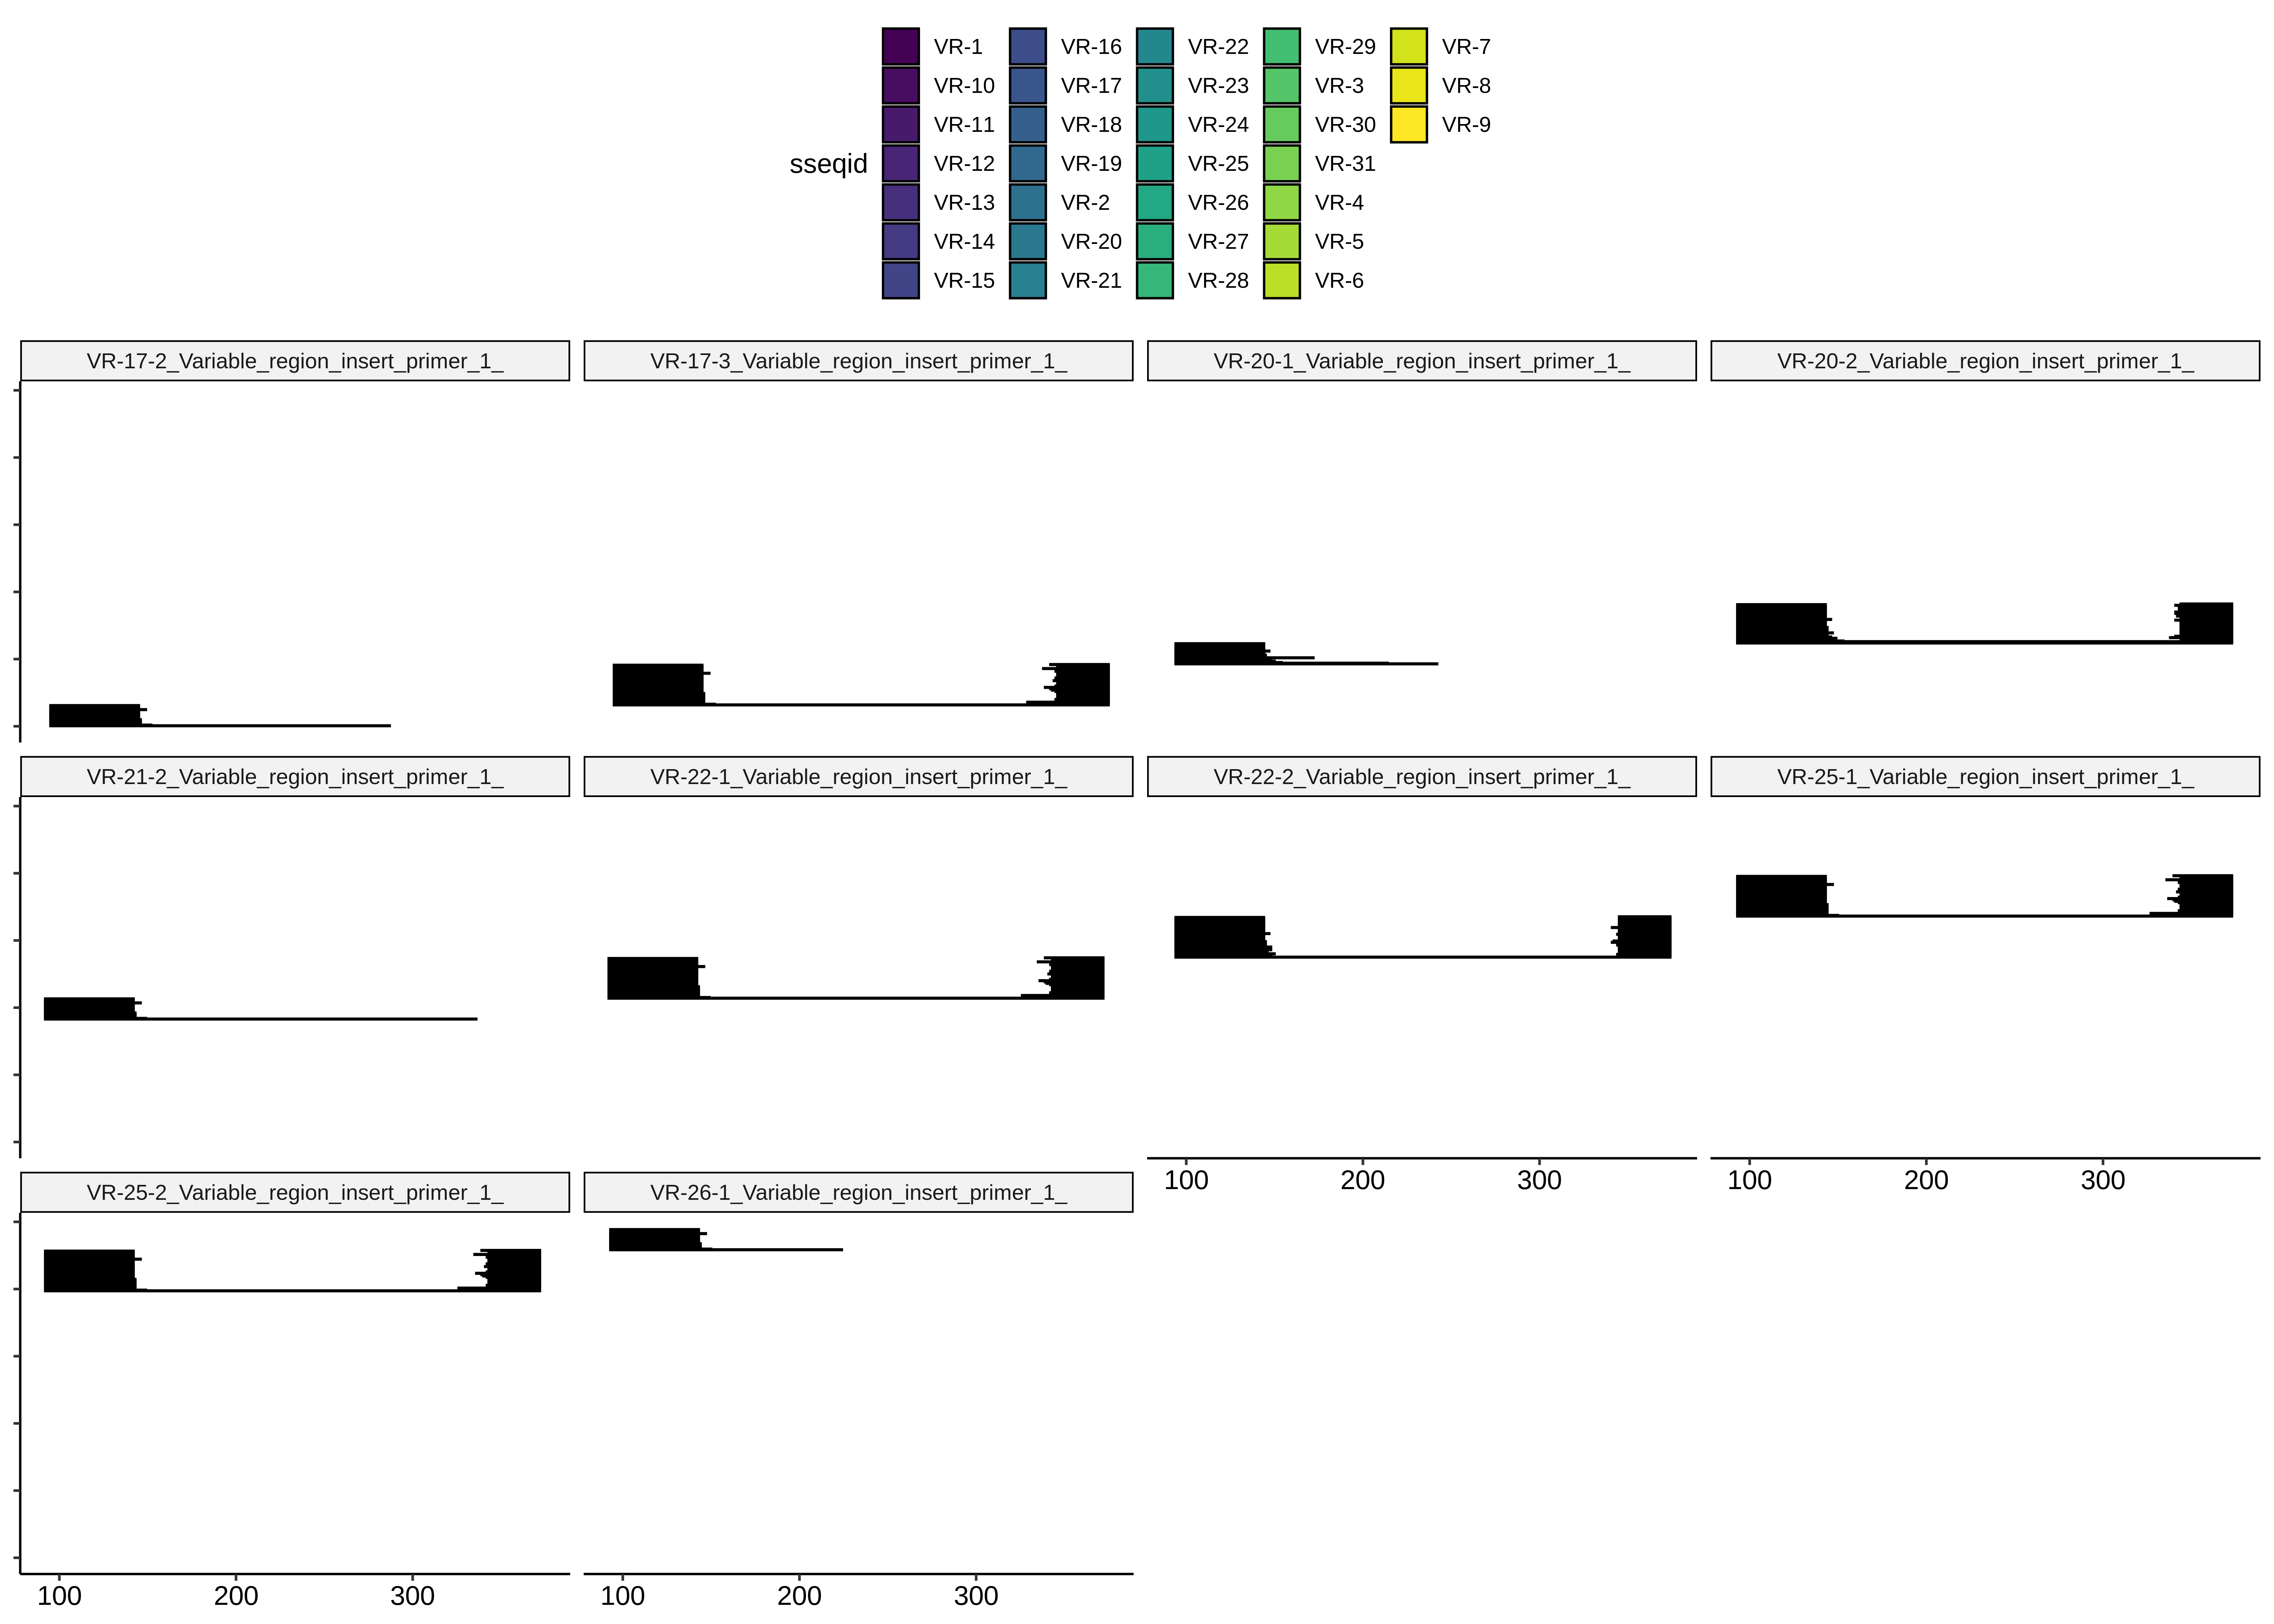 VR-1 VR-16 VR-22 VR-29 VR-7
VR-10 VR-17 VR-23 VR-3 VR-8
VR-11 VR-18 VR-24 VR-30 VR-9
sseqid VR-12 VR-19 VR-25 VR-31
VR-13 VR-2 VR-26 VR-4
VR-14 VR-20 VR-27 VR-5
VR-15 VR-21 VR-28 VR-6
VR-17-2_Variable_region_insert_primer_1_ VR-17-3_Variable_region_insert_primer_1_ VR-20-1_Variable_region_insert_primer_1_ VR-20-2_Variable_region_insert_primer_1_
VR-21-2_Variable_region_insert_primer_1_ VR-22-1_Variable_region_insert_primer_1_ VR-22-2_Variable_region_insert_primer_1_ VR-25-1_Variable_region_insert_primer_1_
100 200 300 100 200 300
VR-25-2_Variable_region_insert_primer_1_ VR-26-1_Variable_region_insert_primer_1_
100 200 300 100 200 300